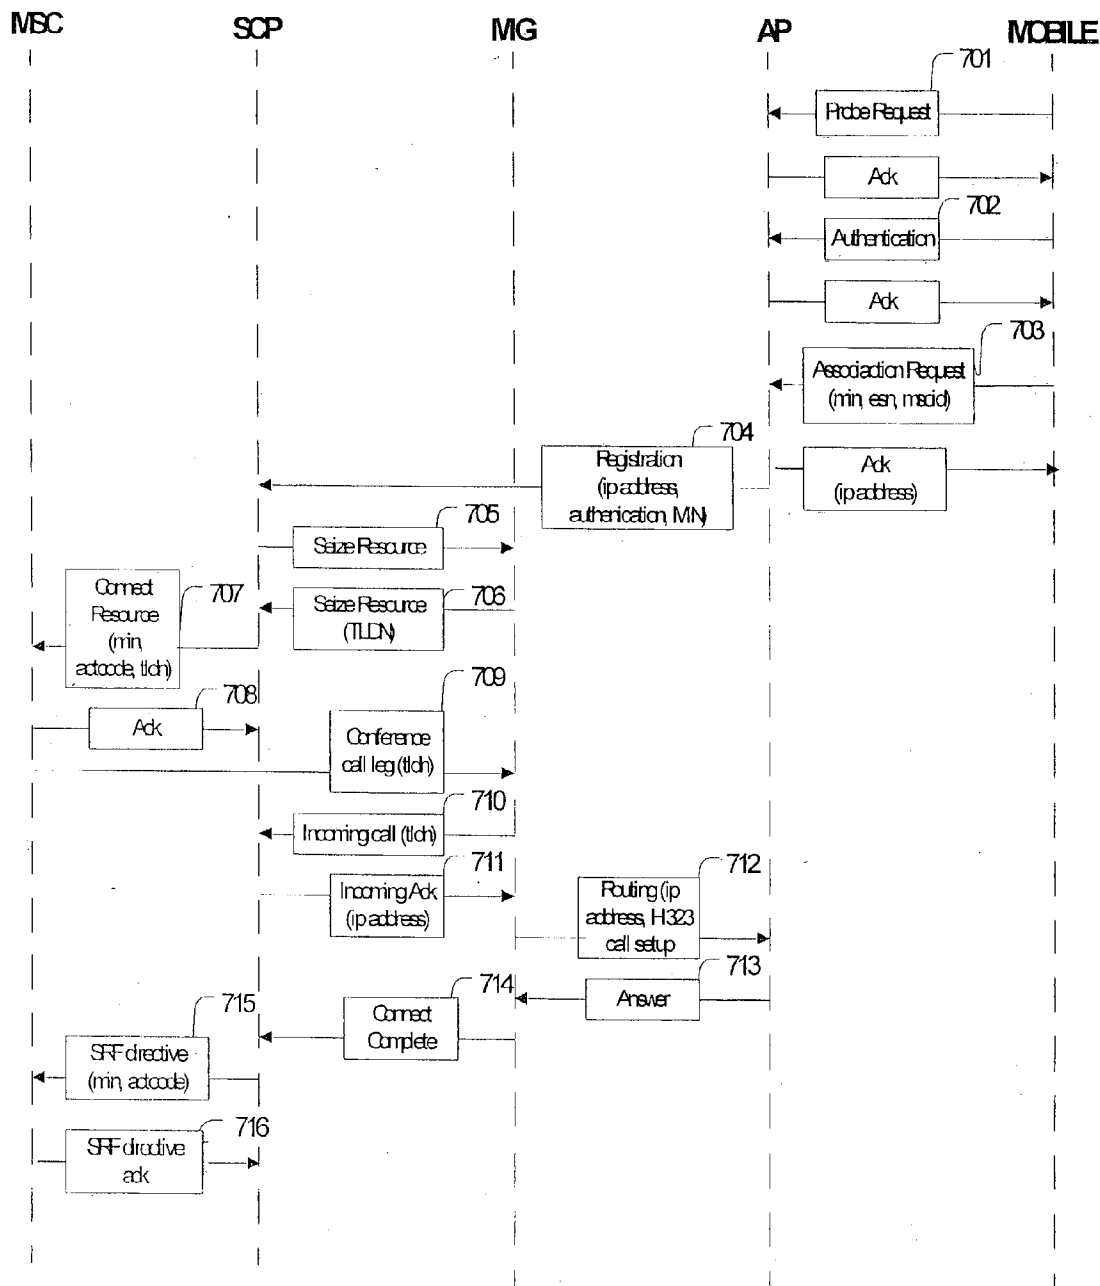 MSC SCP MG AP MOBILE
701
Probe Request
Ack
702
Authentication
Ack
703
Associaction Request
(min, esn, mscid)
704
Registration
(ip address,
authenication, MIN)
Ack
(ip address)
705
Seize Resource
706
Seize Resource
(TLDN)
707
Connect
Resource
(min,
actcode, tldn)
708
Ack
709
Conference
call leg (tldn)
710
Incoming call (tldn)
711
Incoming Ack
(ip address)
712
Routing (ip
address, H323
call setup
713
Answer
714
Connect
Complete
715
SRF directive
(min, actcode)
716
SRF directive
ack